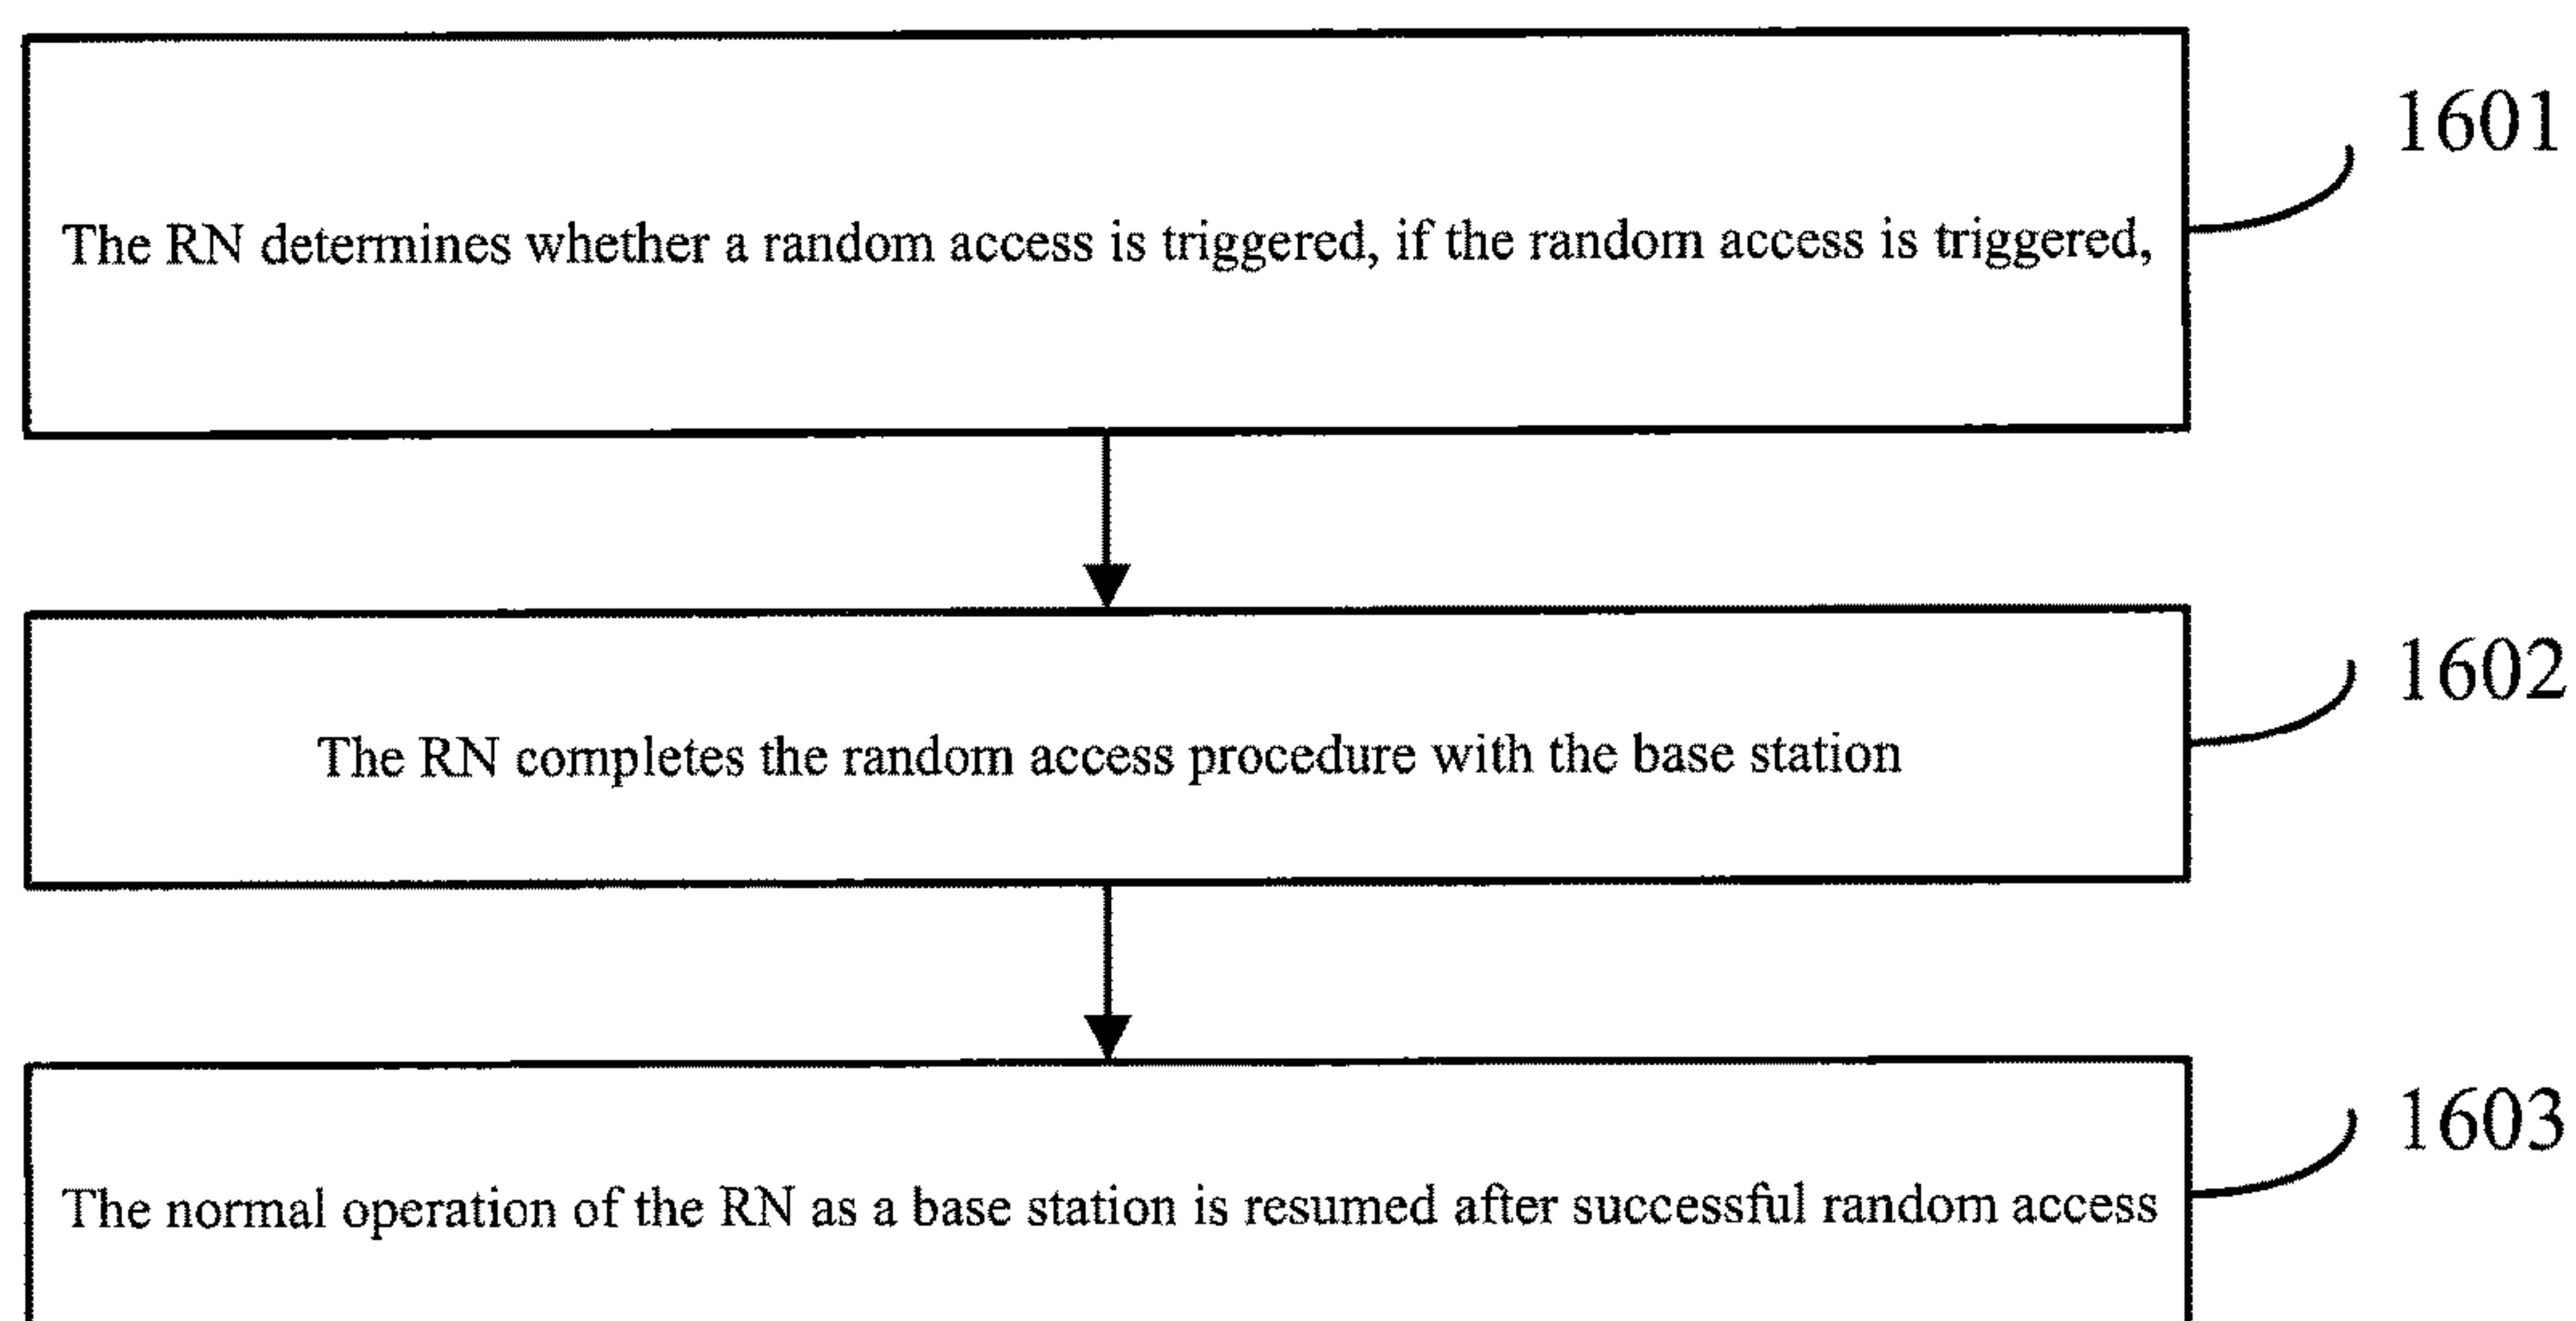 1601
The RN determines whether a random access is triggered, if the random access is triggered,
1602
The RN completes the random access procedure with the base station
1603
The normal operation of the RN as a base station is resumed after successful random access